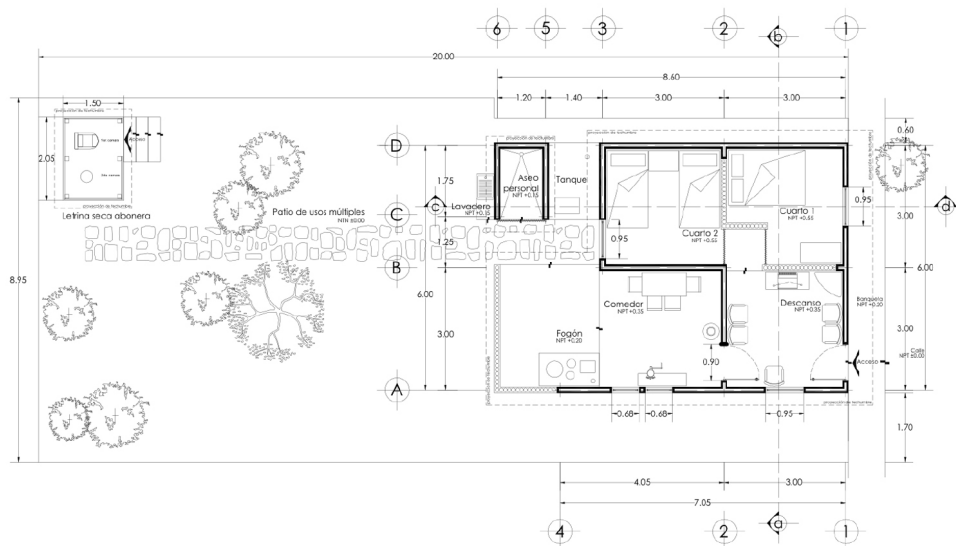 6
5
3
2
b
1
20.00
8.60
1.20
1.40
3.00
3.00
1.50
0.60
2.05
Acceso
D
1.75
Aseo
personal
NPT +0.15
Tanque
Lavadero
NPT +0.15
c
C
d
Letrina seca abonera
Patio de usos múltiples
NTN ±0.00
Cuarto 1
NPT +0.55
0.95
3.00
0.95
Cuarto 2
NPT +0.55
1.25
B
8.95
6.00
6.00
3.00
Comedor
NPT +0.35
Descanso
NPT +0.35
Banqueta
NPT +0.20
3.00
Fogón
NPT +0.20
0.90
Calle
NPT ±0.00
Acceso
A
0.68
0.68
0.95
1.70
4.05
3.00
7.05
4
2
a
1